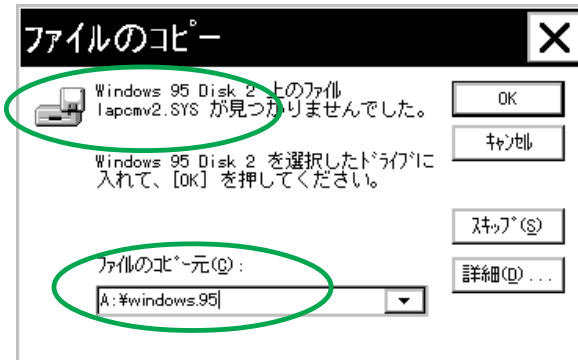 ファイルのコピー
Windows 95 Disk 2 上のファイル
lapcmv2.SYS が見つかりませんでした。
Windows 95 Disk 2 を選択したドライブに
入れて、[OK] を押してください。
ファイルのコピー元(C):
A:¥windows.95
OK
キャンセル
スキップ(S)
詳細(D)...